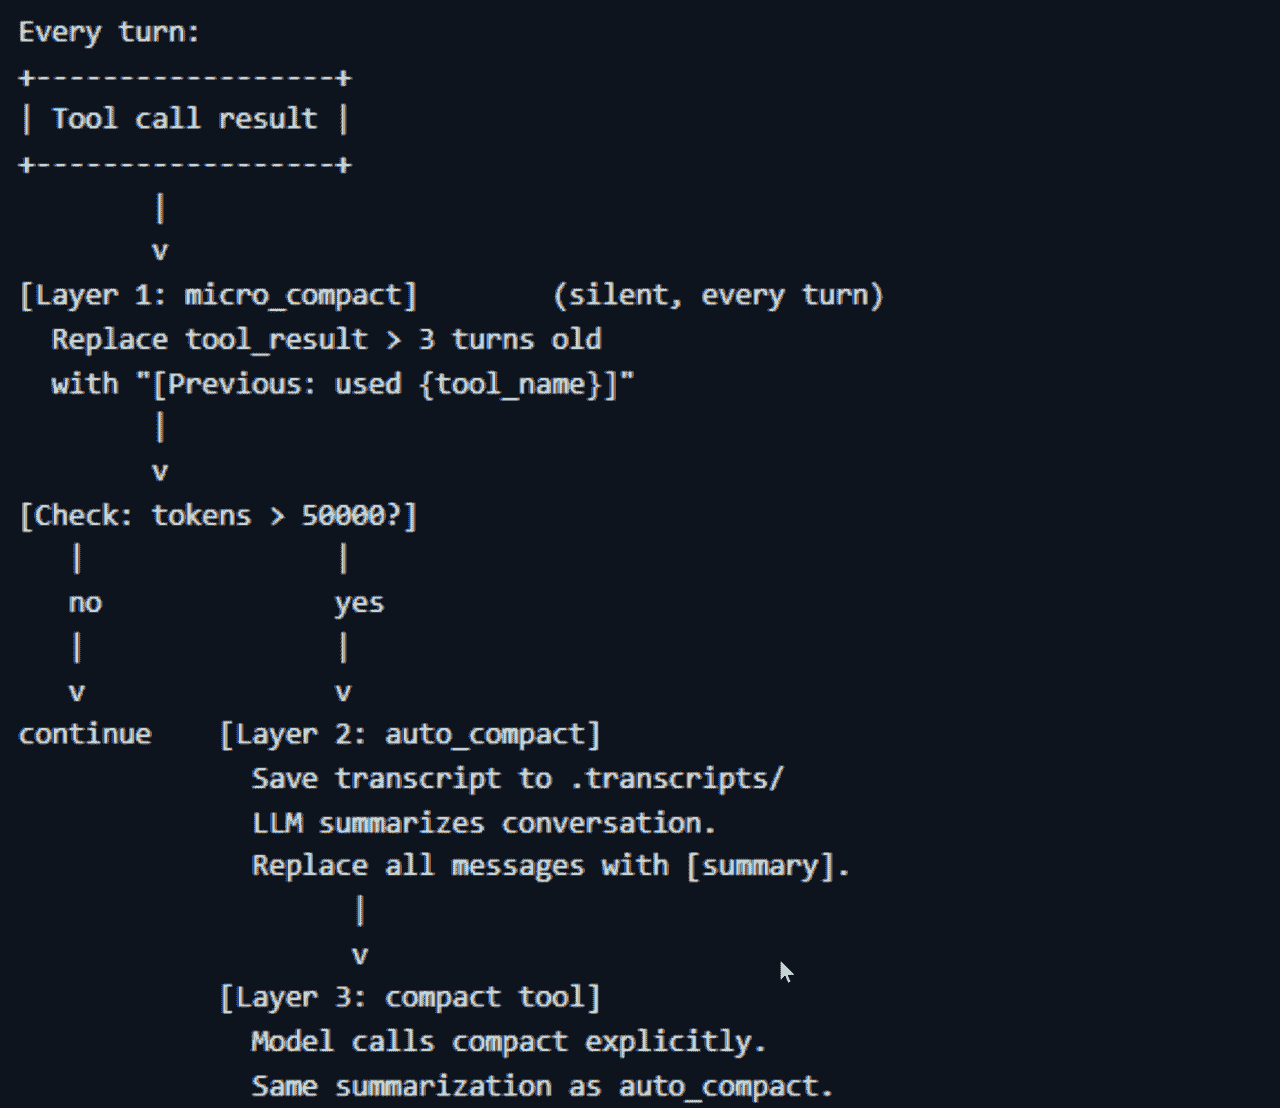 Every turn:
+------------------+
| Tool call result |
+------------------+
        |
        v
[Layer 1: micro_compact]        (silent, every turn)
  Replace tool_result > 3 turns old
  with "[Previous: used {tool_name}]"
        |
        v
[Check: tokens > 50000?]
   |               |
   no              yes
   |               |
   v               v
continue    [Layer 2: auto_compact]
              Save transcript to .transcripts/
              LLM summarizes conversation.
              Replace all messages with [summary].
                    |
                    v
            [Layer 3: compact tool]
              Model calls compact explicitly.
              Same summarization as auto_compact.